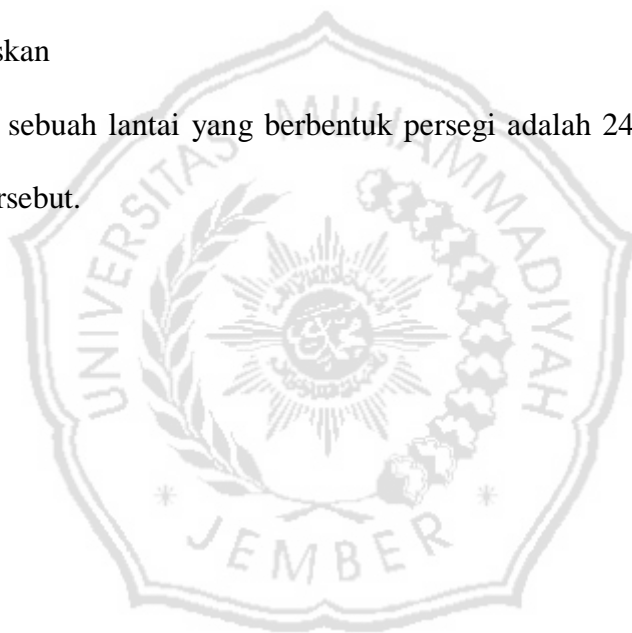 skan
sebuah lantai yang berbentuk persegi adalah 24
rsebut.
UNIVERSITAS MUHAMMADIYAH
JEMBER